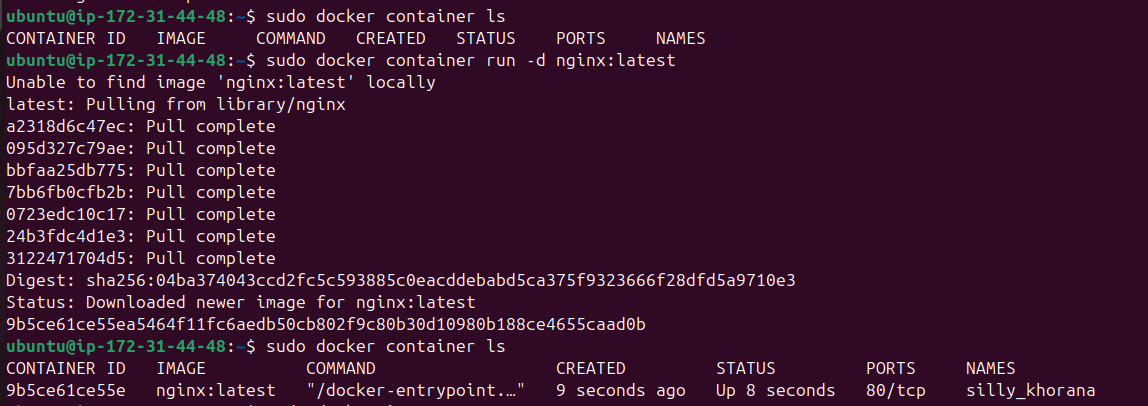 ubuntu@ip-172-31-44-48:~$ sudo docker container ls
CONTAINER ID   IMAGE     COMMAND   CREATED   STATUS    PORTS     NAMES
ubuntu@ip-172-31-44-48:~$ sudo docker container run -d nginx:latest
Unable to find image 'nginx:latest' locally
latest: Pulling from library/nginx
a2318d6c47ec: Pull complete
095d327c79ae: Pull complete
bbfaa25db775: Pull complete
7bb6fb0cfb2b: Pull complete
0723edc10c17: Pull complete
24b3fdc4d1e3: Pull complete
3122471704d5: Pull complete
Digest: sha256:04ba374043ccd2fc5c593885c0eacddebabd5ca375f9323666f28dfd5a9710e3
Status: Downloaded newer image for nginx:latest
9b5ce61ce55ea5464f11fc6aedb50cb802f9c80b30d10980b188ce4655caad0b
ubuntu@ip-172-31-44-48:~$ sudo docker container ls
CONTAINER ID   IMAGE          COMMAND                  CREATED         STATUS         PORTS     NAMES
9b5ce61ce55e   nginx:latest   "/docker-entrypoint.…"   9 seconds ago   Up 8 seconds   80/tcp    silly_khorana